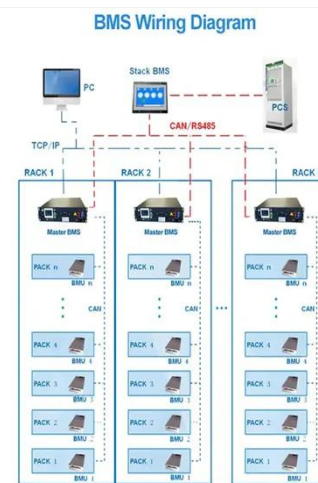 BMS Wiring Diagram
PC
Stack BMS
PCS
CAN/RS485
TCP/IP
RACK 1
RACK 2
RACK
Master BMS
Master BMS
Master BMS
PACK n
BMU n
PACK n
BMU n
PACK n
BMU n
CAN
CAN
...
CAN
PACK 4
BMU 4
PACK 4
BMU 4
PACK 4
BMU 4
PACK 3
BMU 3
PACK 3
BMU 3
PACK 3
BMU 3
PACK 2
BMU 2
PACK 2
BMU 2
PACK 2
BMU 2
PACK 1
BMU 1
PACK 1
BMU 1
PACK 1
BMU 1